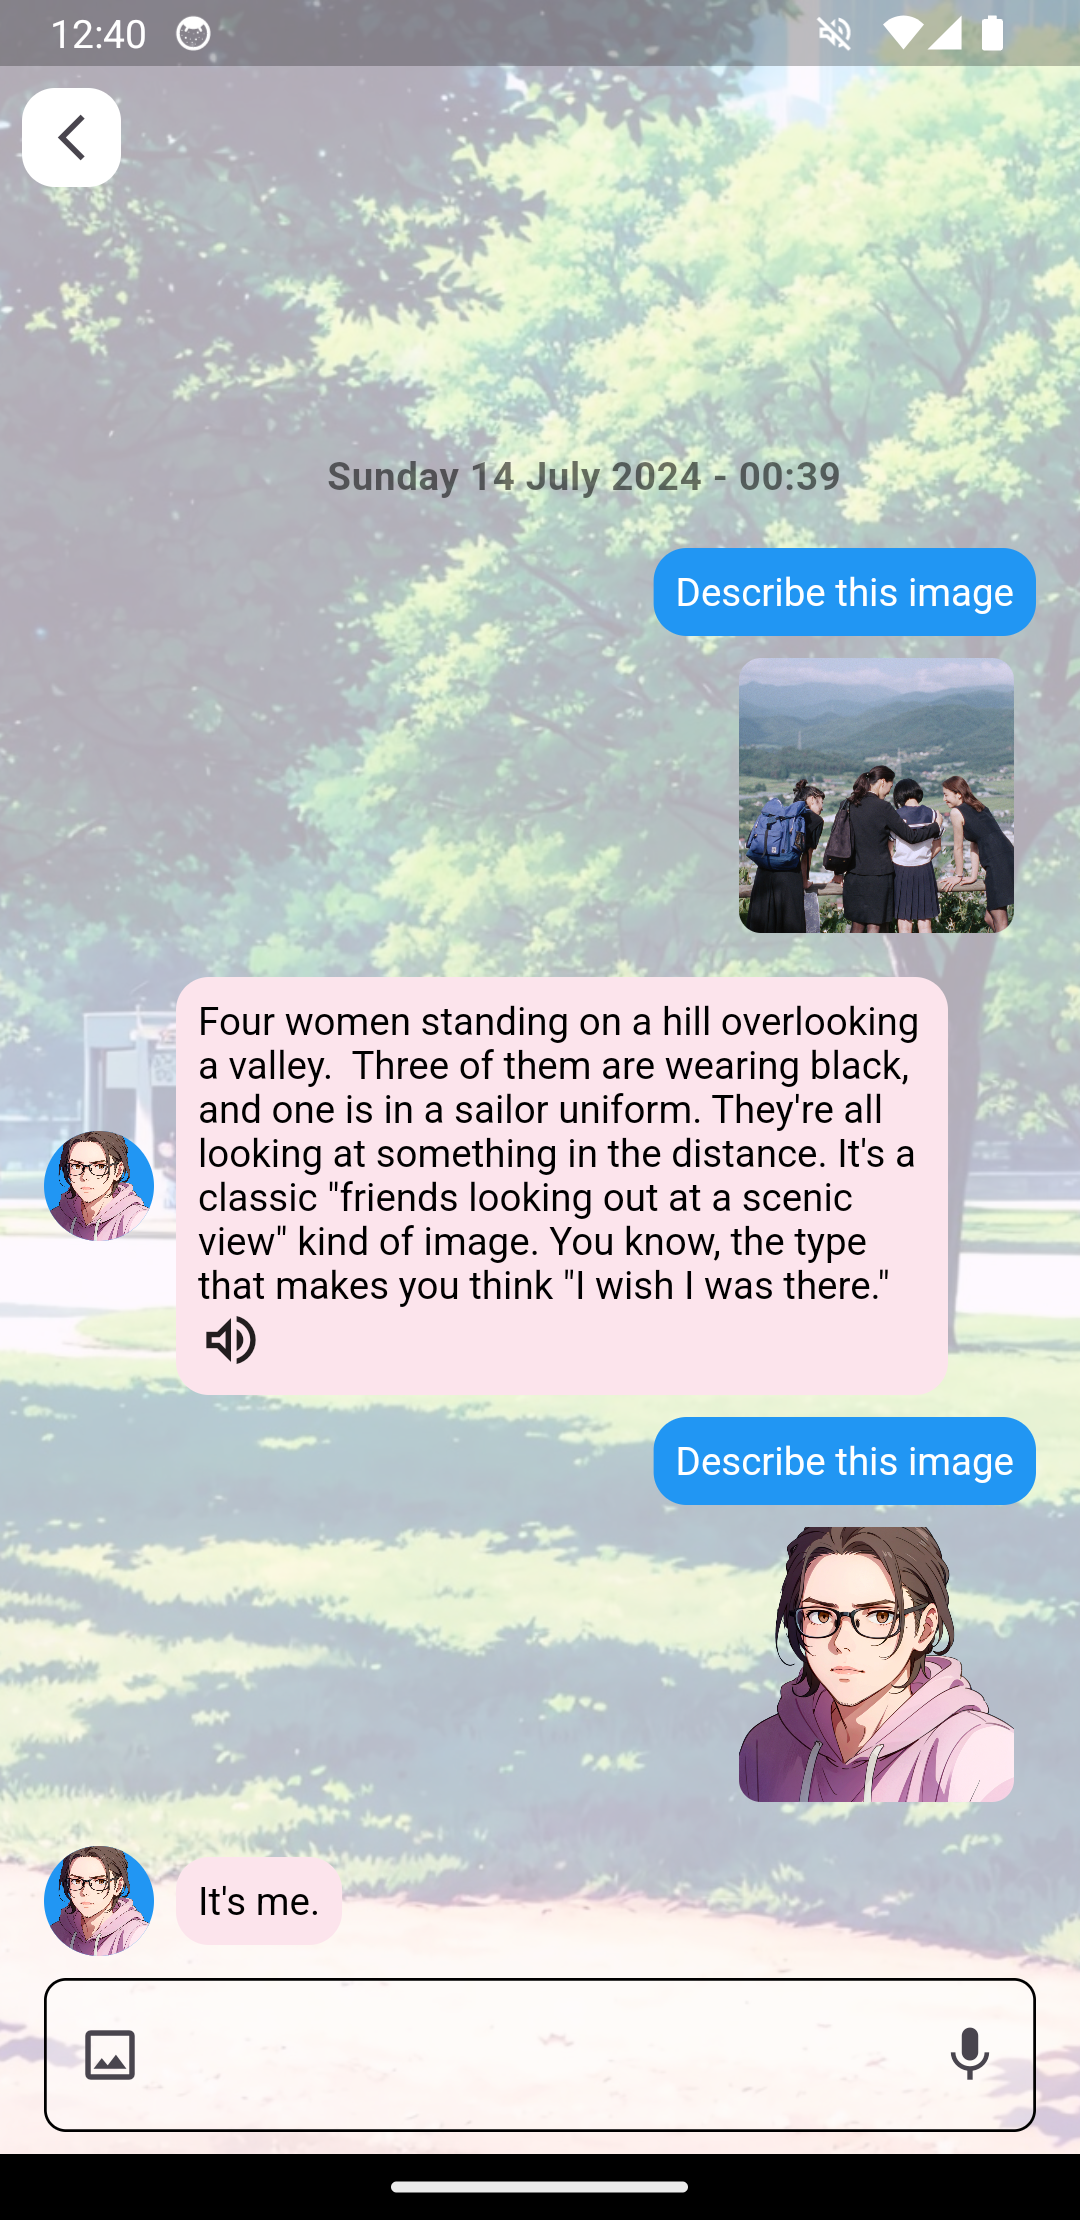 12:40
Sunday 14 July 2024 - 00:39
Describe this image
Four women standing on a hill overlooking
a valley.  Three of them are wearing black,
and one is in a sailor uniform. They're all
looking at something in the distance. It's a
classic "friends looking out at a scenic
view" kind of image. You know, the type
that makes you think "I wish I was there."
Describe this image
It's me.